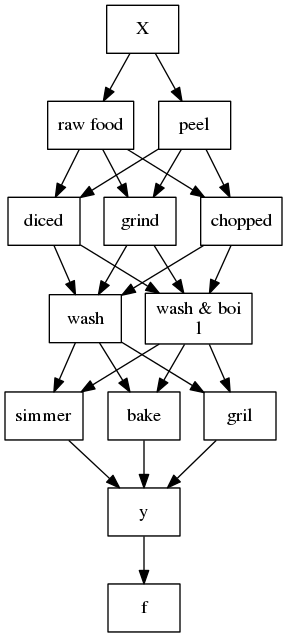 X
raw food
peel
diced
grind
chopped
wash
wash & boi
l
simmer
bake
gril
y
f